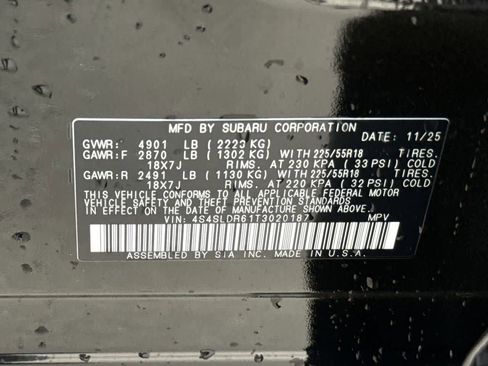 MFD BY SUBARU CORPORATION DATE: 11/25
GVWR: 4901 LB ( 2223 KG)
GAWR:F 2870 LB ( 1302 KG) WITH 225/55R18 TIRES.
18X7J RIMS. AT 230 KPA ( 33 PSI) COLD
GAWR:R 2491 LB ( 1130 KG) WITH 225/55R18 TIRES.
18X7J RIMS. AT 220 KPA ( 32 PSI) COLD
THIS VEHICLE CONFORMS TO ALL APPLICABLE FEDERAL MOTOR
VEHICLE SAFETY AND THEFT PREVENTION STANDARDS
IN EFFECT ON THE DATE OF MANUFACTURE SHOWN ABOVE.
VIN: 4S4SLDR61T3020187 MPV
ASSEMBLED BY SIA INC. MADE IN U.S.A.